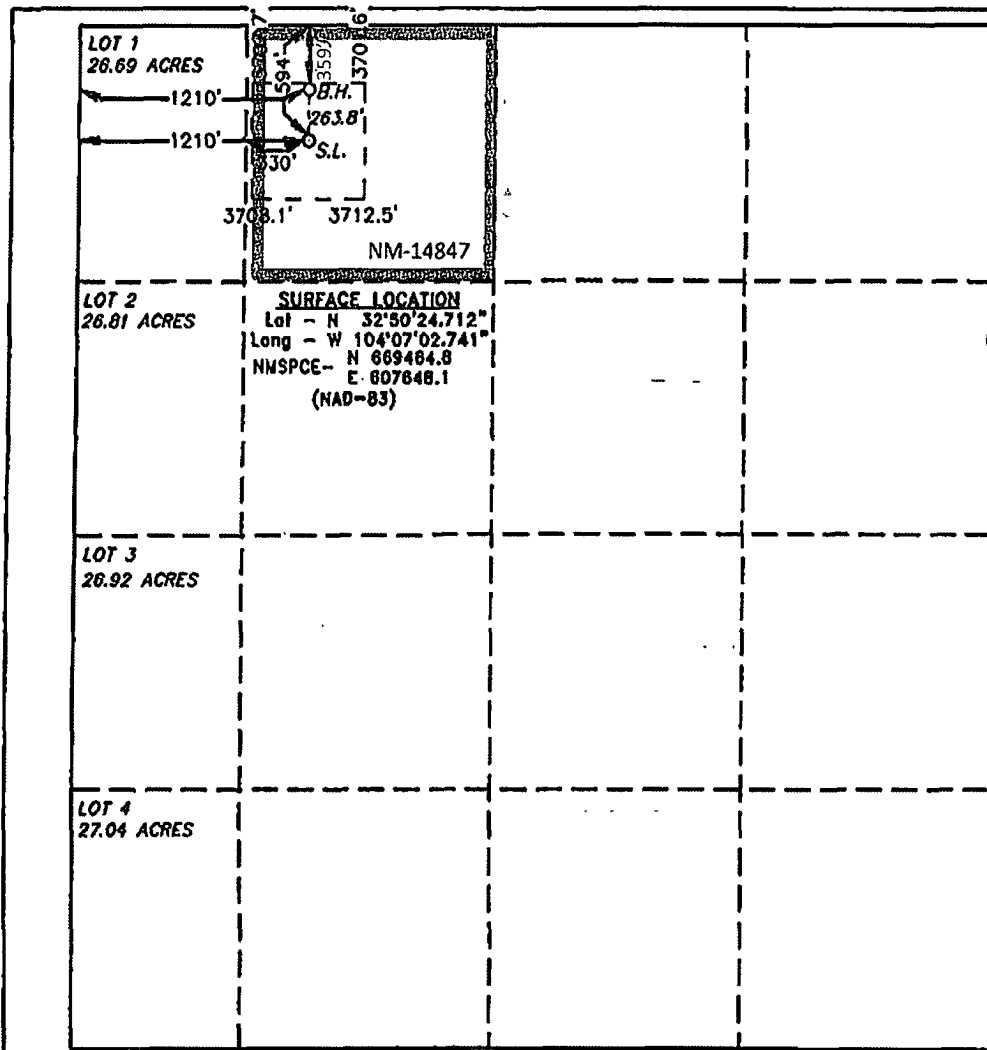 LOT 1
26.69 ACRES
594'
359'
1210'
B.H.
263.8'
1210'
S.L.
330'
3708.1' 3712.5'
NM-14847
LOT 2
26.81 ACRES
SURFACE LOCATION
Lat - N 32°50'24.712"
Long - W 104°07'02.741"
NMSPCE- N 669464.8
E 607648.1
(NAD-83)
LOT 3
26.92 ACRES
LOT 4
27.04 ACRES